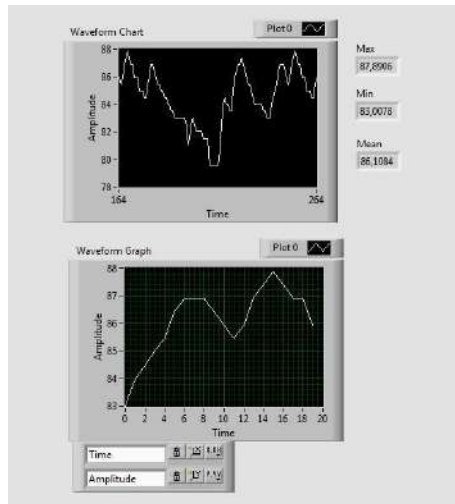 Waveform Chart
Plot 0
88
86
84
82
80
78
Amplitude
164
264
Time
Max
87,8906
Min
83,0078
Mean
86,1084
Waveform Graph
Plot 0
88
87
86
85
84
83
Amplitude
0 2 4 6 8 10 12 14 16 18 20
Time
Time
Amplitude